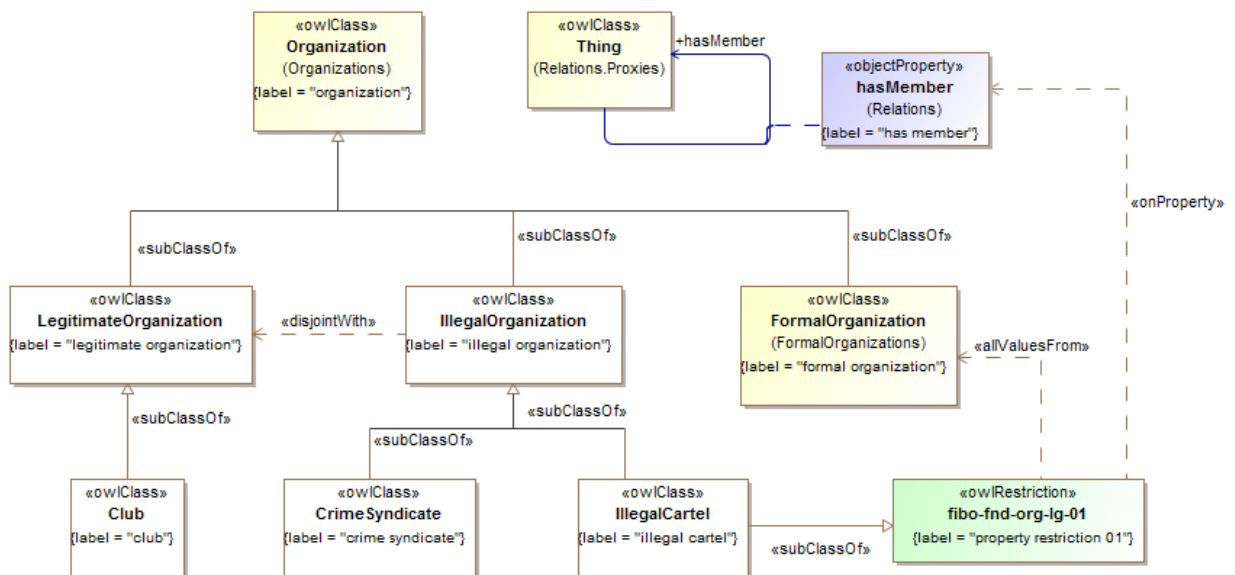 «owlClass»
Organization
(Organizations)
{label = "organization"}
«owlClass»
Thing
(Relations.Proxies)
+hasMember
«objectProperty»
hasMember
(Relations)
{label = "has member"}
«onProperty»
«subClassOf»
«subClassOf»
«subClassOf»
«owlClass»
LegitimateOrganization
{label = "legitimate organization"}
«disjointWith»
«owlClass»
IllegalOrganization
{label = "illegal organization"}
«owlClass»
FormalOrganization
(FormalOrganizations)
{label = "formal organization"}
«allValuesFrom»
«subClassOf»
«subClassOf»
«subClassOf»
«owlClass»
Club
{label = "club"}
«owlClass»
CrimeSyndicate
{label = "crime syndicate"}
«owlClass»
IllegalCartel
{label = "illegal cartel"}
«subClassOf»
«owlRestriction»
fibo-fnd-org-lg-01
{label = "property restriction 01"}